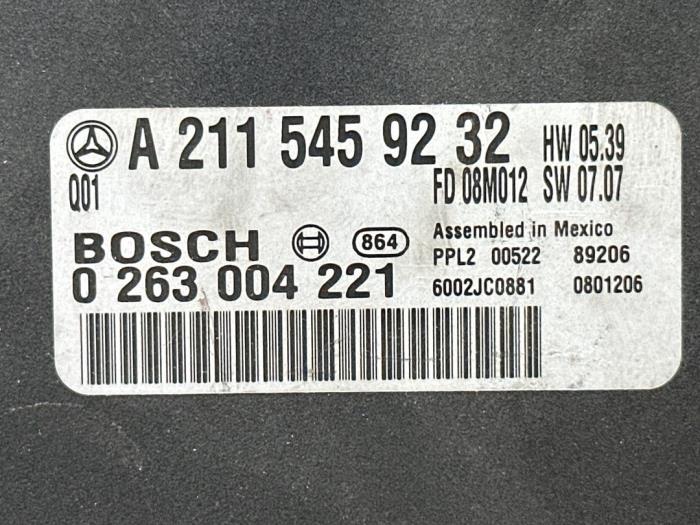 A 211 545 92 32 HW 05.39
Q01 FD 08M012 SW 07.07
BOSCH 864 Assembled in Mexico
0 263 004 221 PPL2 00522 89206
6002JC0881 0801206